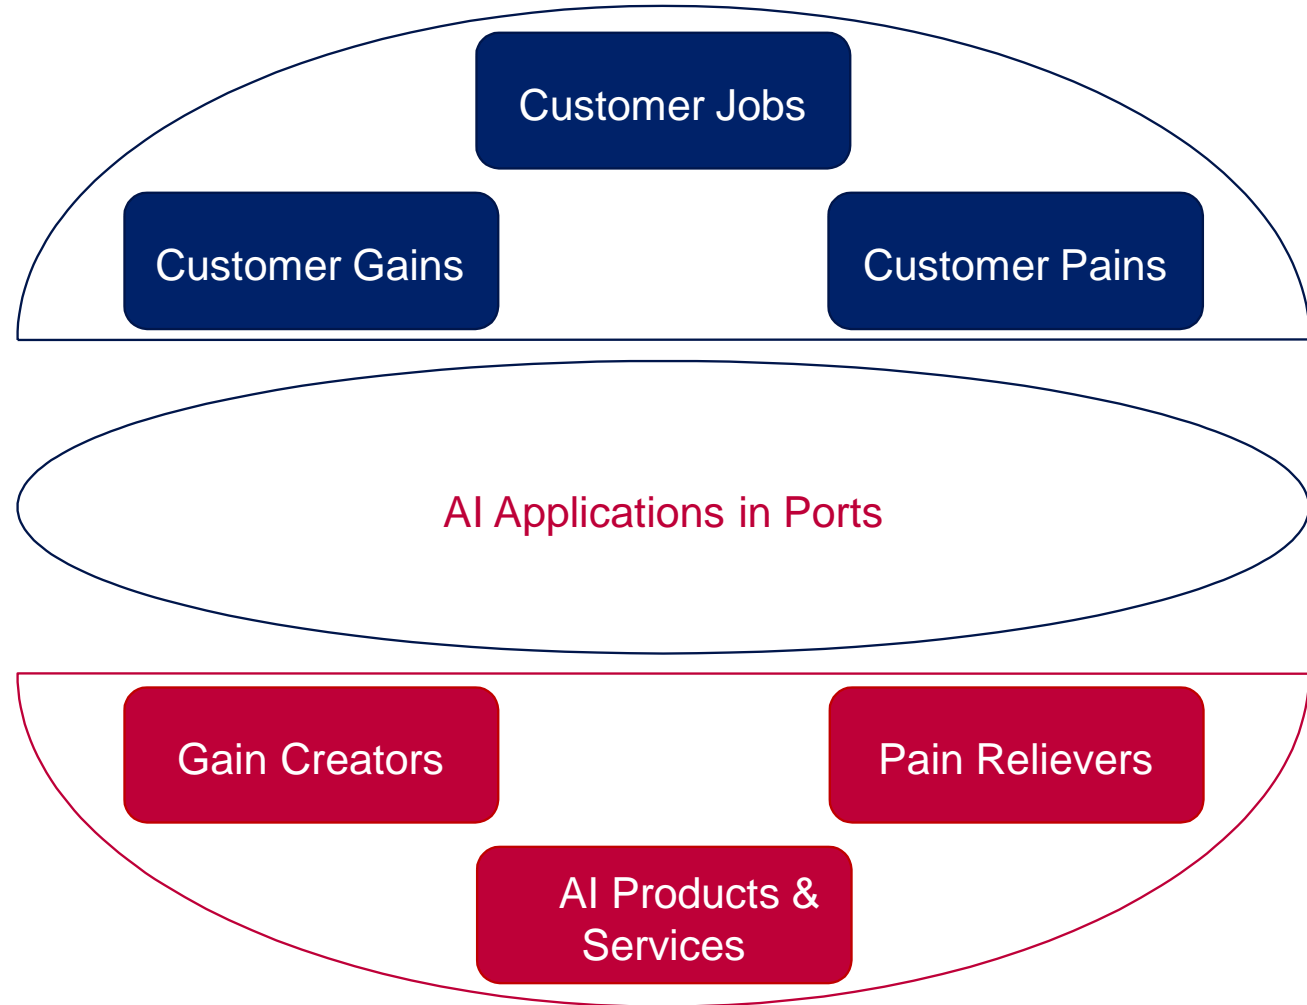 Customer Jobs
Customer Gains
Customer Pains
AI Applications in Ports
Gain Creators
Pain Relievers
AI Products &
Services